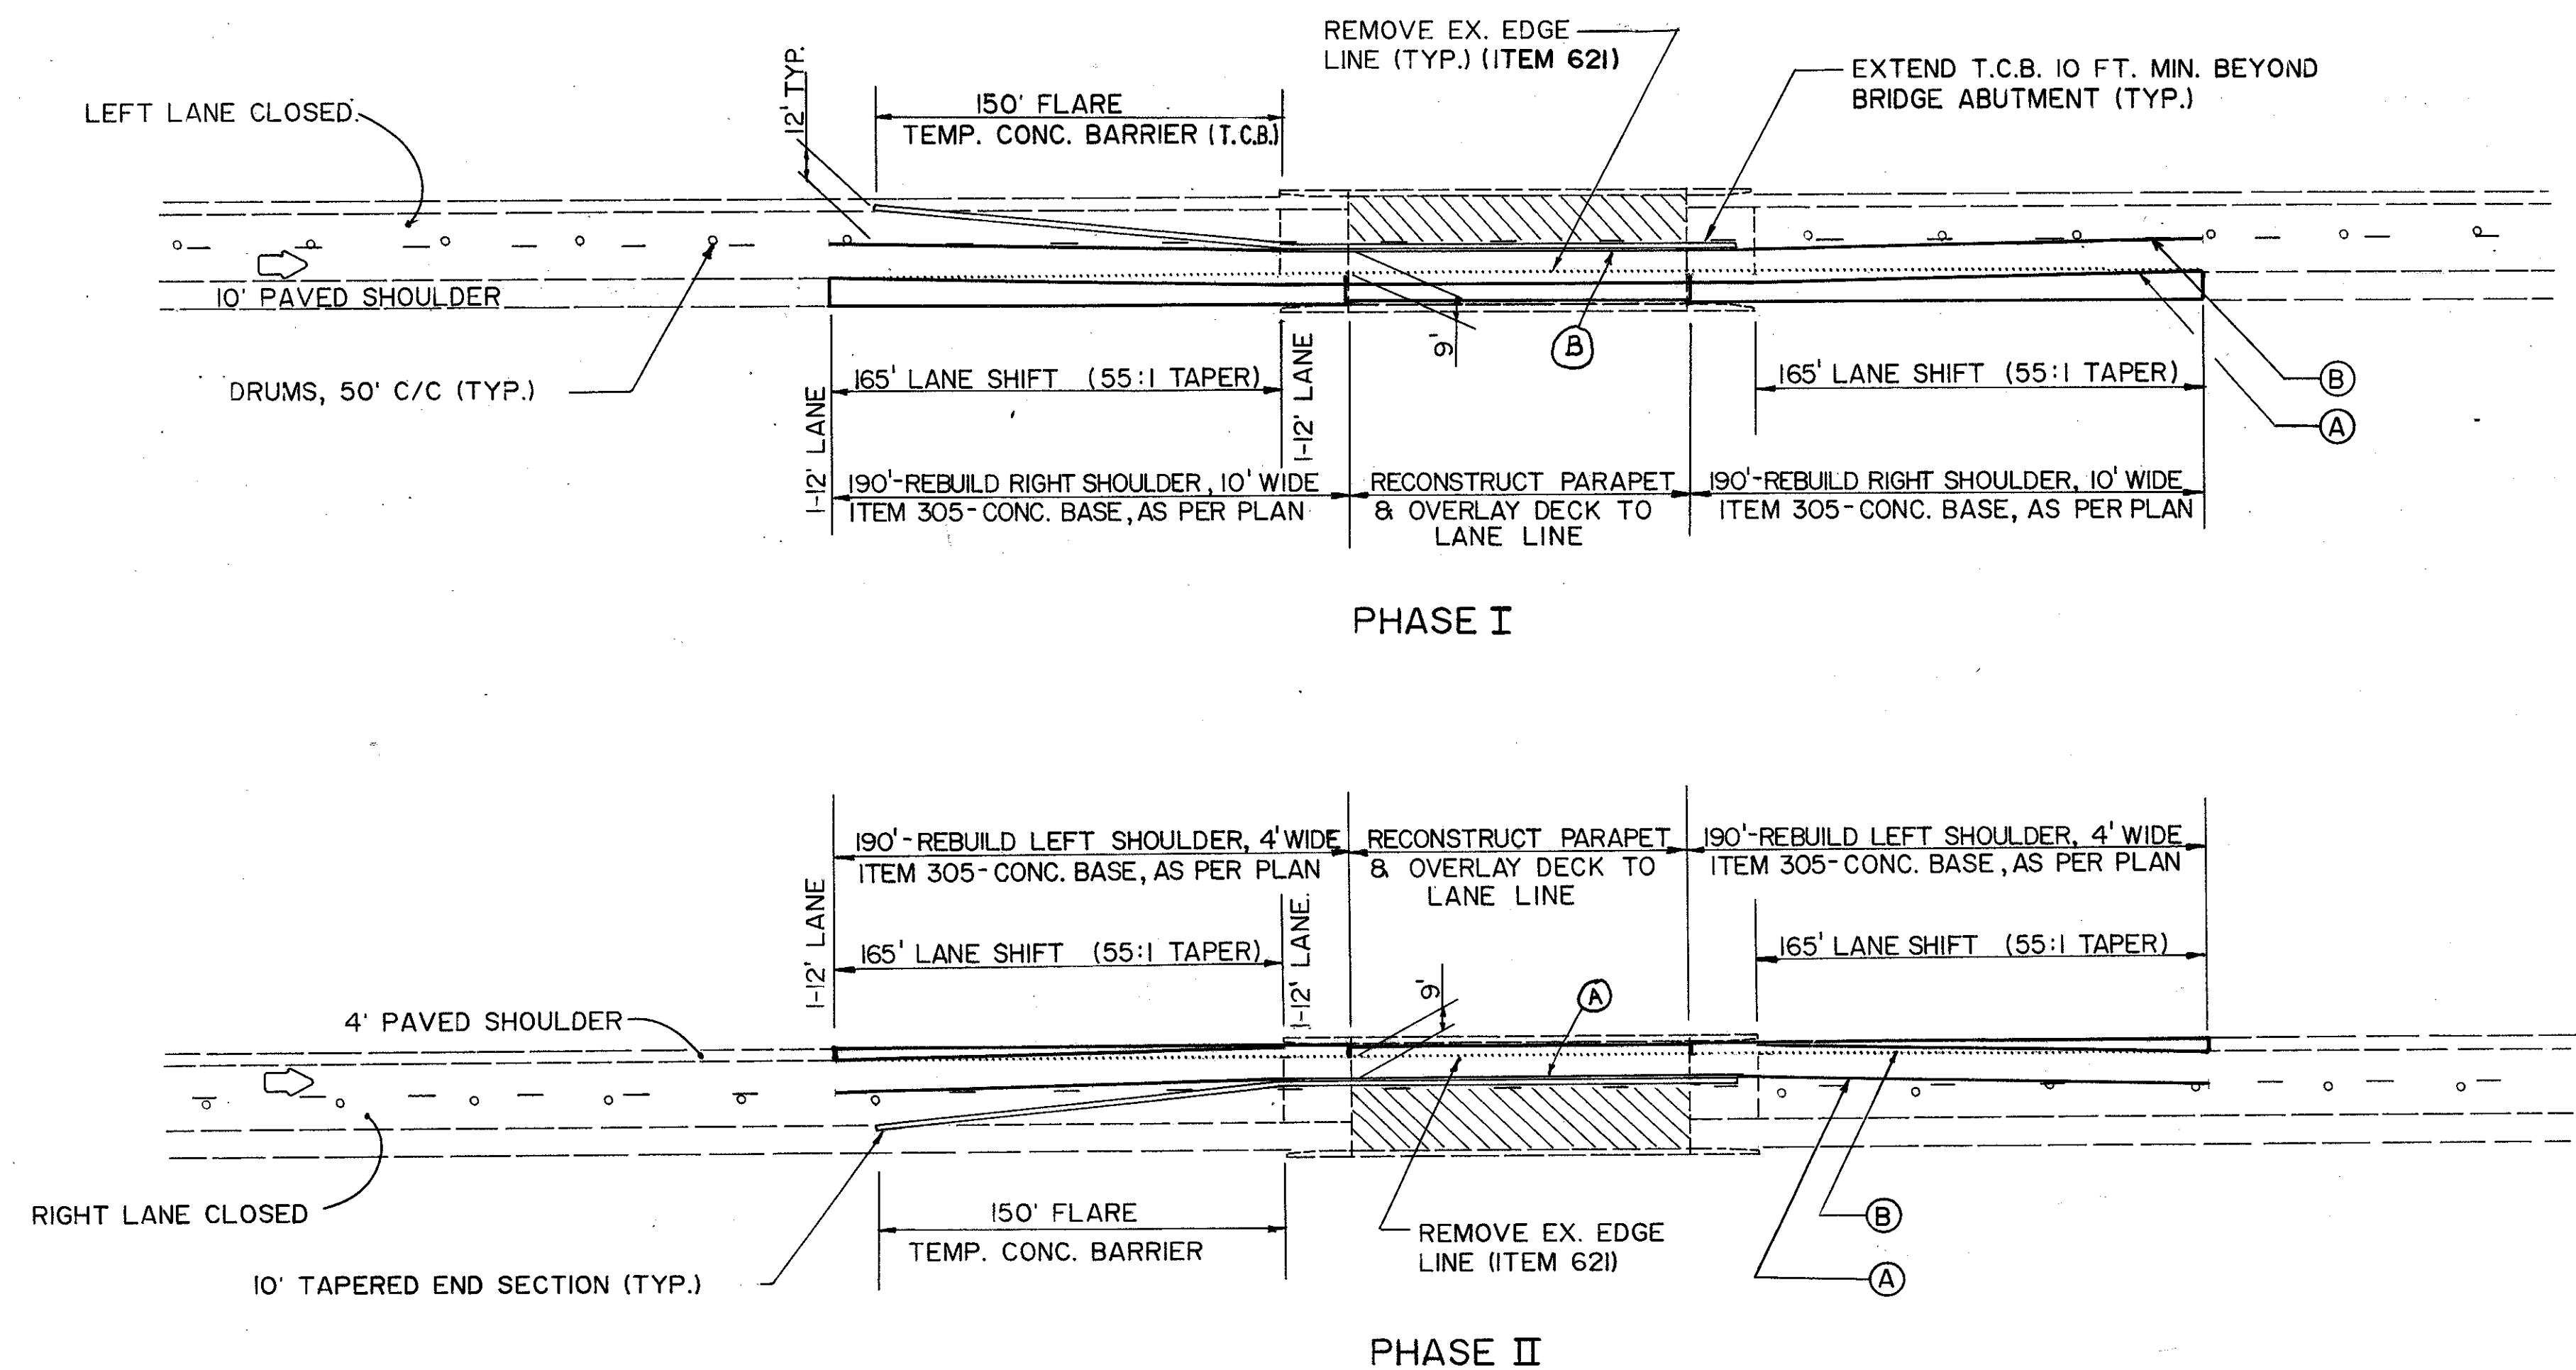 REMOVE EX. EDGE
LINE (TYP.) (ITEM 621)
EXTEND T.C.B. 10 FT. MIN. BEYOND
BRIDGE ABUTMENT (TYP.)
LEFT LANE CLOSED.
12' TYP.
150' FLARE
TEMP. CONC. BARRIER (T.C.B.)
10' PAVED SHOULDER
9'
B
DRUMS, 50' C/C (TYP.)
1-12' LANE
165' LANE SHIFT (55:1 TAPER)
1-12' LANE
165' LANE SHIFT (55:1 TAPER)
B
A
190'-REBUILD RIGHT SHOULDER, 10' WIDE
ITEM 305-CONC. BASE, AS PER PLAN
RECONSTRUCT PARAPET
& OVERLAY DECK TO
LANE LINE
190'-REBUILD RIGHT SHOULDER, 10' WIDE
ITEM 305-CONC. BASE, AS PER PLAN
PHASE I
190'-REBUILD LEFT SHOULDER, 4' WIDE
ITEM 305-CONC. BASE, AS PER PLAN
RECONSTRUCT PARAPET
& OVERLAY DECK TO
LANE LINE
190'-REBUILD LEFT SHOULDER, 4' WIDE
ITEM 305-CONC. BASE, AS PER PLAN
1-12' LANE
165' LANE SHIFT (55:1 TAPER)
1-12' LANE.
165' LANE SHIFT (55:1 TAPER)
9'
A
4' PAVED SHOULDER
RIGHT LANE CLOSED
150' FLARE
TEMP. CONC. BARRIER
10' TAPERED END SECTION (TYP.)
REMOVE EX. EDGE
LINE (ITEM 621)
B
A
PHASE II